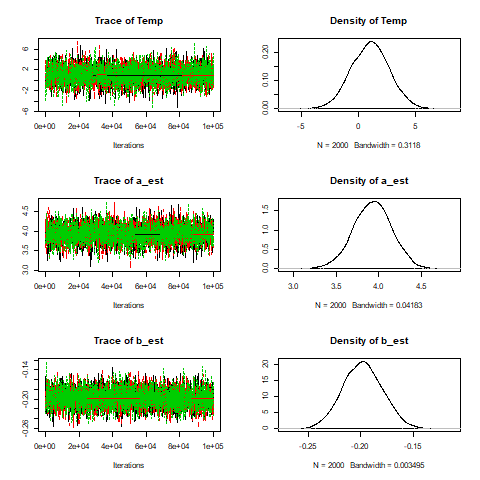 Trace of Temp
6
2
-2
-6
0e+00 2e+04 4e+04 6e+04 8e+04 1e+05
Iterations
Density of Temp
0.20
0.10
0.00
-5 0 5
N = 2000 Bandwidth = 0.3118
Trace of a_est
4.5
4.0
3.5
3.0
0e+00 2e+04 4e+04 6e+04 8e+04 1e+05
Iterations
Density of a_est
1.5
1.0
0.5
0.0
3.0 3.5 4.0 4.5
N = 2000 Bandwidth = 0.04183
Trace of b_est
-0.14
-0.20
-0.26
0e+00 2e+04 4e+04 6e+04 8e+04 1e+05
Iterations
Density of b_est
20
15
10
5
0
-0.25 -0.20 -0.15
N = 2000 Bandwidth = 0.003495